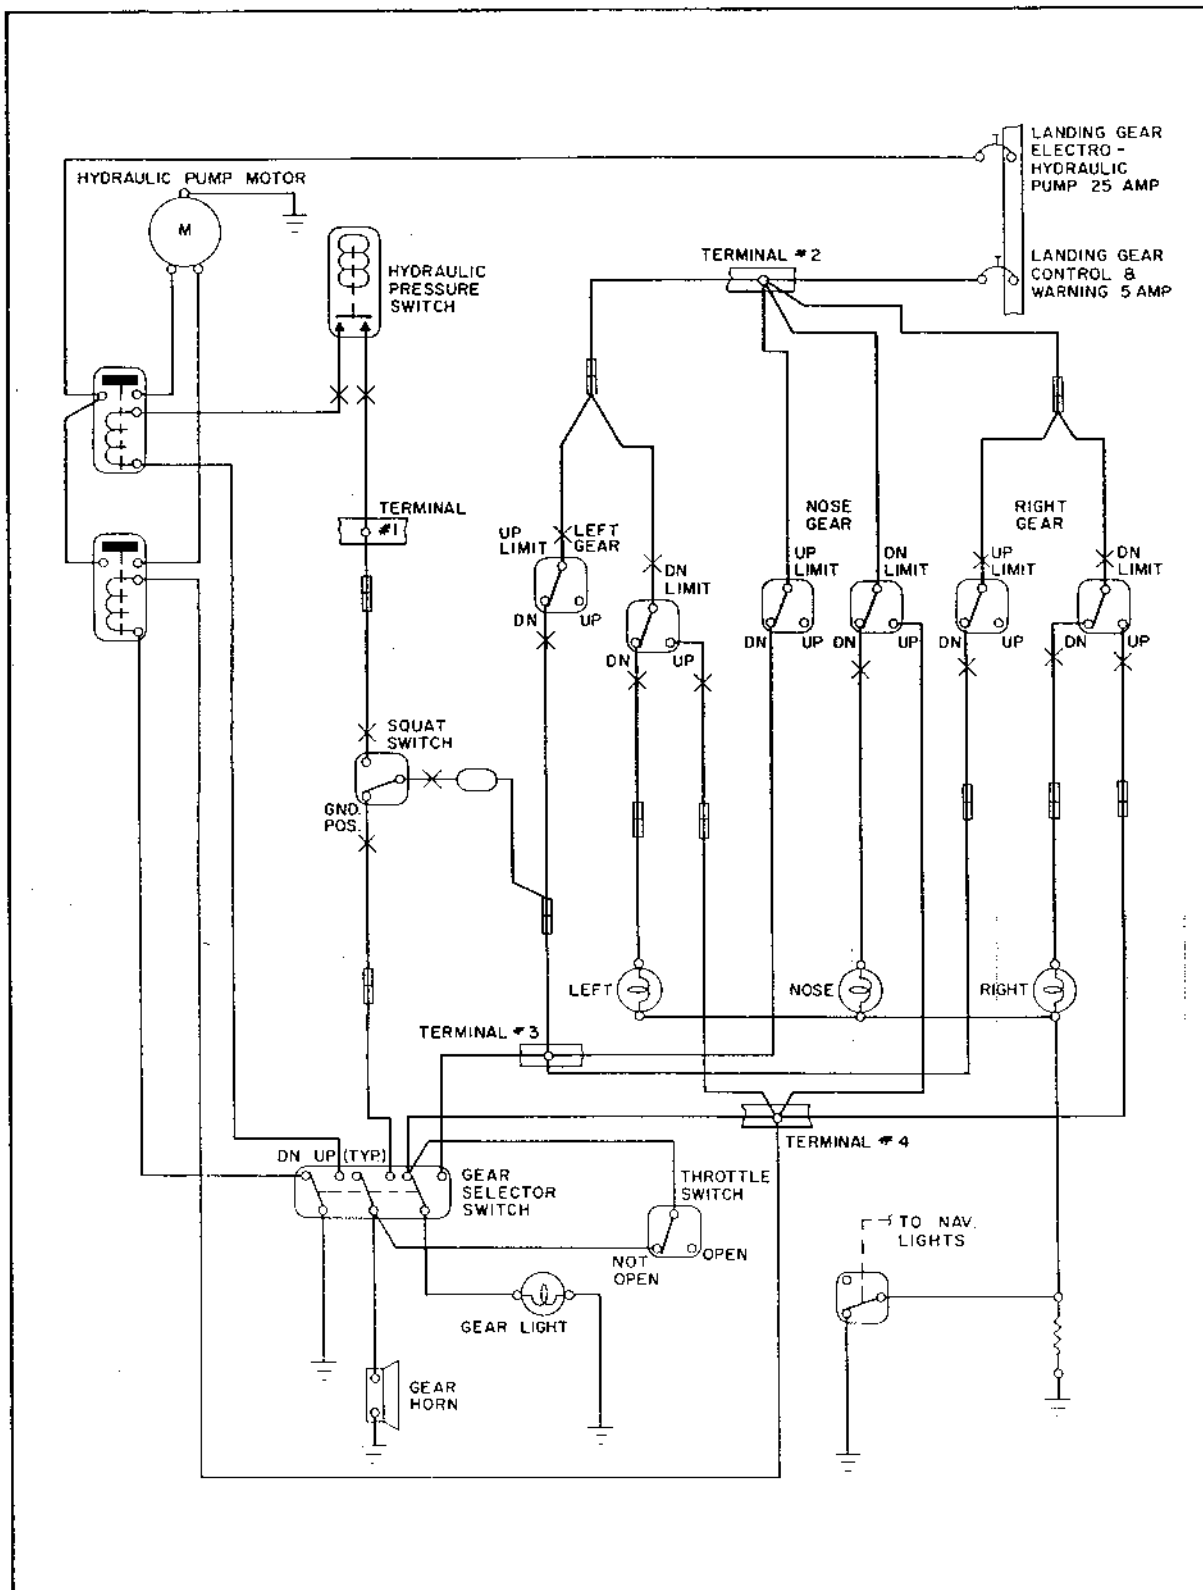 LANDING GEAR
ELECTRO -
HYDRAULIC
PUMP 25 AMP
HYDRAULIC PUMP MOTOR
M
TERMINAL #2
LANDING GEAR
CONTROL &
WARNING 5 AMP
HYDRAULIC
PRESSURE
SWITCH
TERMINAL
#1
UP
LIMIT
LEFT
GEAR
DN
LIMIT
NOSE
GEAR
UP
LIMIT
DN
LIMIT
RIGHT
GEAR
UP
LIMIT
DN
LIMIT
DN
UP
DN
UP
DN
UP
DN
UP
DN
UP
DN
UP
SQUAT
SWITCH
GND.
POS.
LEFT
NOSE
RIGHT
TERMINAL #3
TERMINAL #4
DN UP (TYP.)
GEAR
SELECTOR
SWITCH
THROTTLE
SWITCH
NOT
OPEN
OPEN
TO NAV.
LIGHTS
GEAR LIGHT
GEAR
HORN